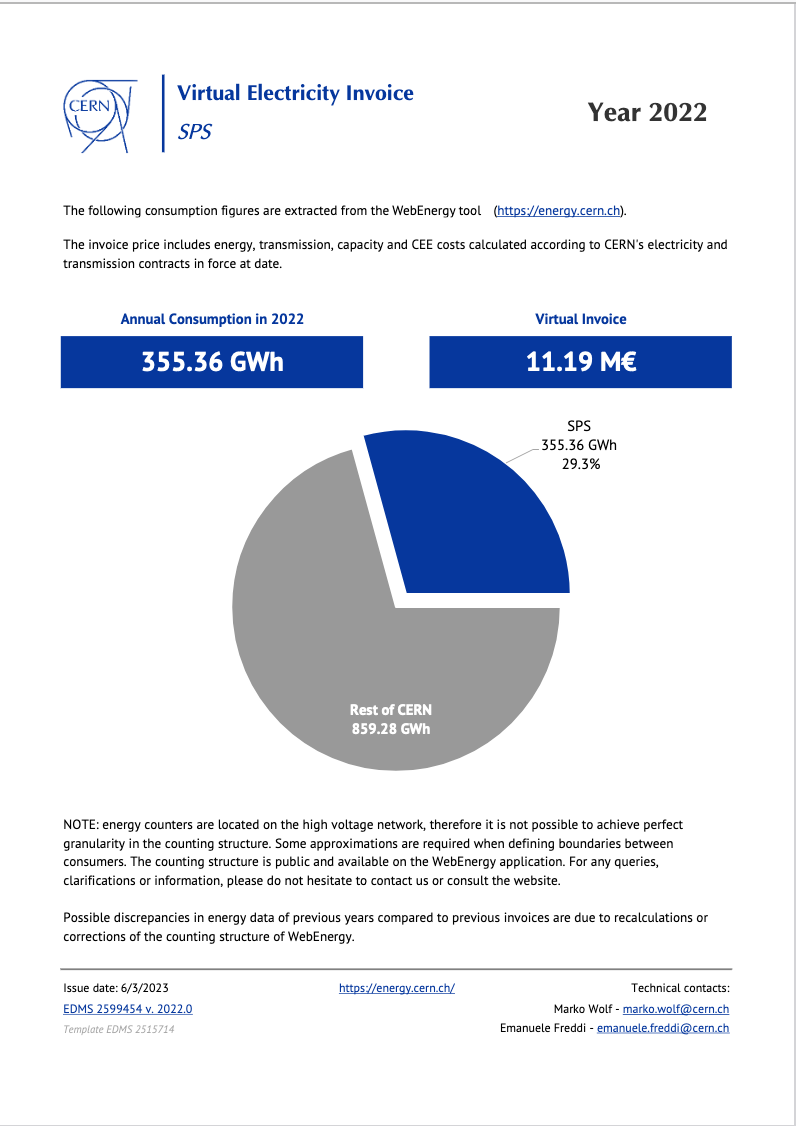 CERN
Virtual Electricity Invoice
SPS
Year 2022
The following consumption figures are extracted from the WebEnergy tool (https://energy.cern.ch).
The invoice price includes energy, transmission, capacity and CEE costs calculated according to CERN's electricity and
transmission contracts in force at date.
Annual Consumption in 2022
355.36 GWh
Virtual Invoice
11.19 M€
SPS
355.36 GWh
29.3%
Rest of CERN
859.28 GWh
NOTE: energy counters are located on the high voltage network, therefore it is not possible to achieve perfect
granularity in the counting structure. Some approximations are required when defining boundaries between
consumers. The counting structure is public and available on the WebEnergy application. For any queries,
clarifications or information, please do not hesitate to contact us or consult the website.
Possible discrepancies in energy data of previous years compared to previous invoices are due to recalculations or
corrections of the counting structure of WebEnergy.
Issue date: 6/3/2023
EDMS 2599454 v. 2022.0
Template EDMS 2515714
https://energy.cern.ch/
Technical contacts:
Marko Wolf - marko.wolf@cern.ch
Emanuele Freddi - emanuele.freddi@cern.ch